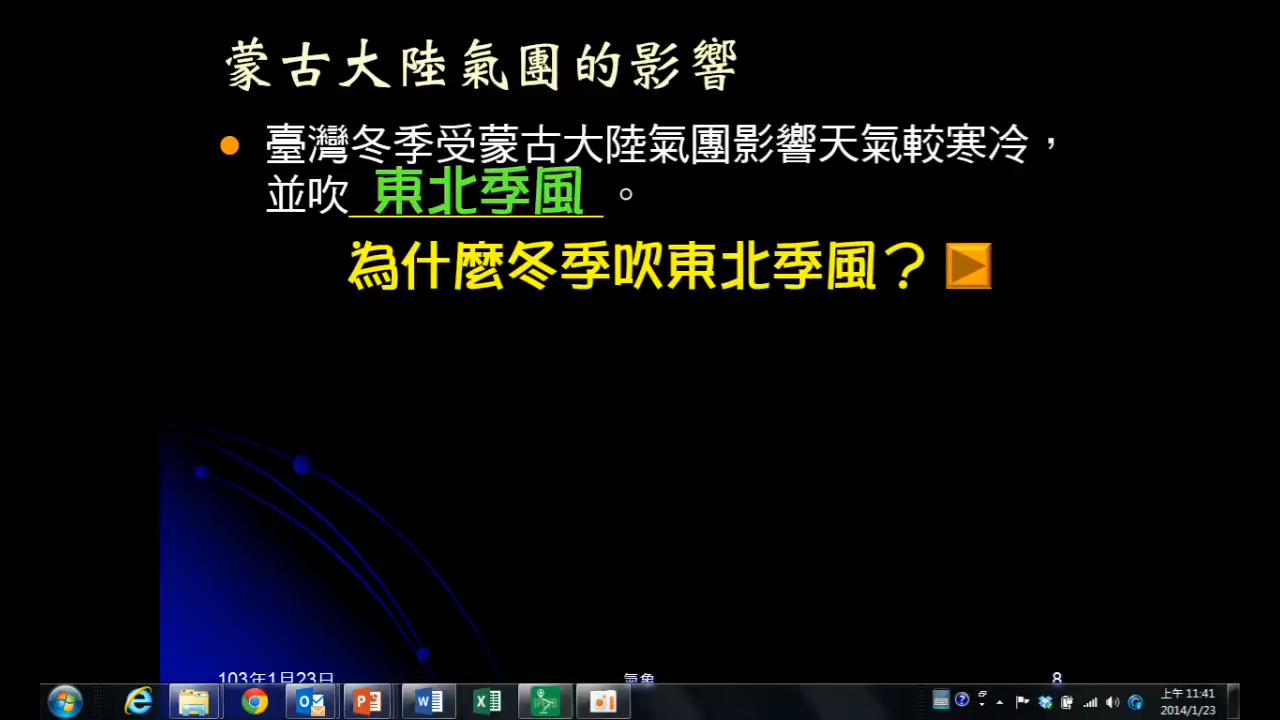 蒙古大陸氣團的影響
臺灣冬季受蒙古大陸氣團影響天氣較寒冷，
並吹 東北季風 。
為什麼冬季吹東北季風？
103年1月23日
氣象
8
上午 11:41
2014/1/23